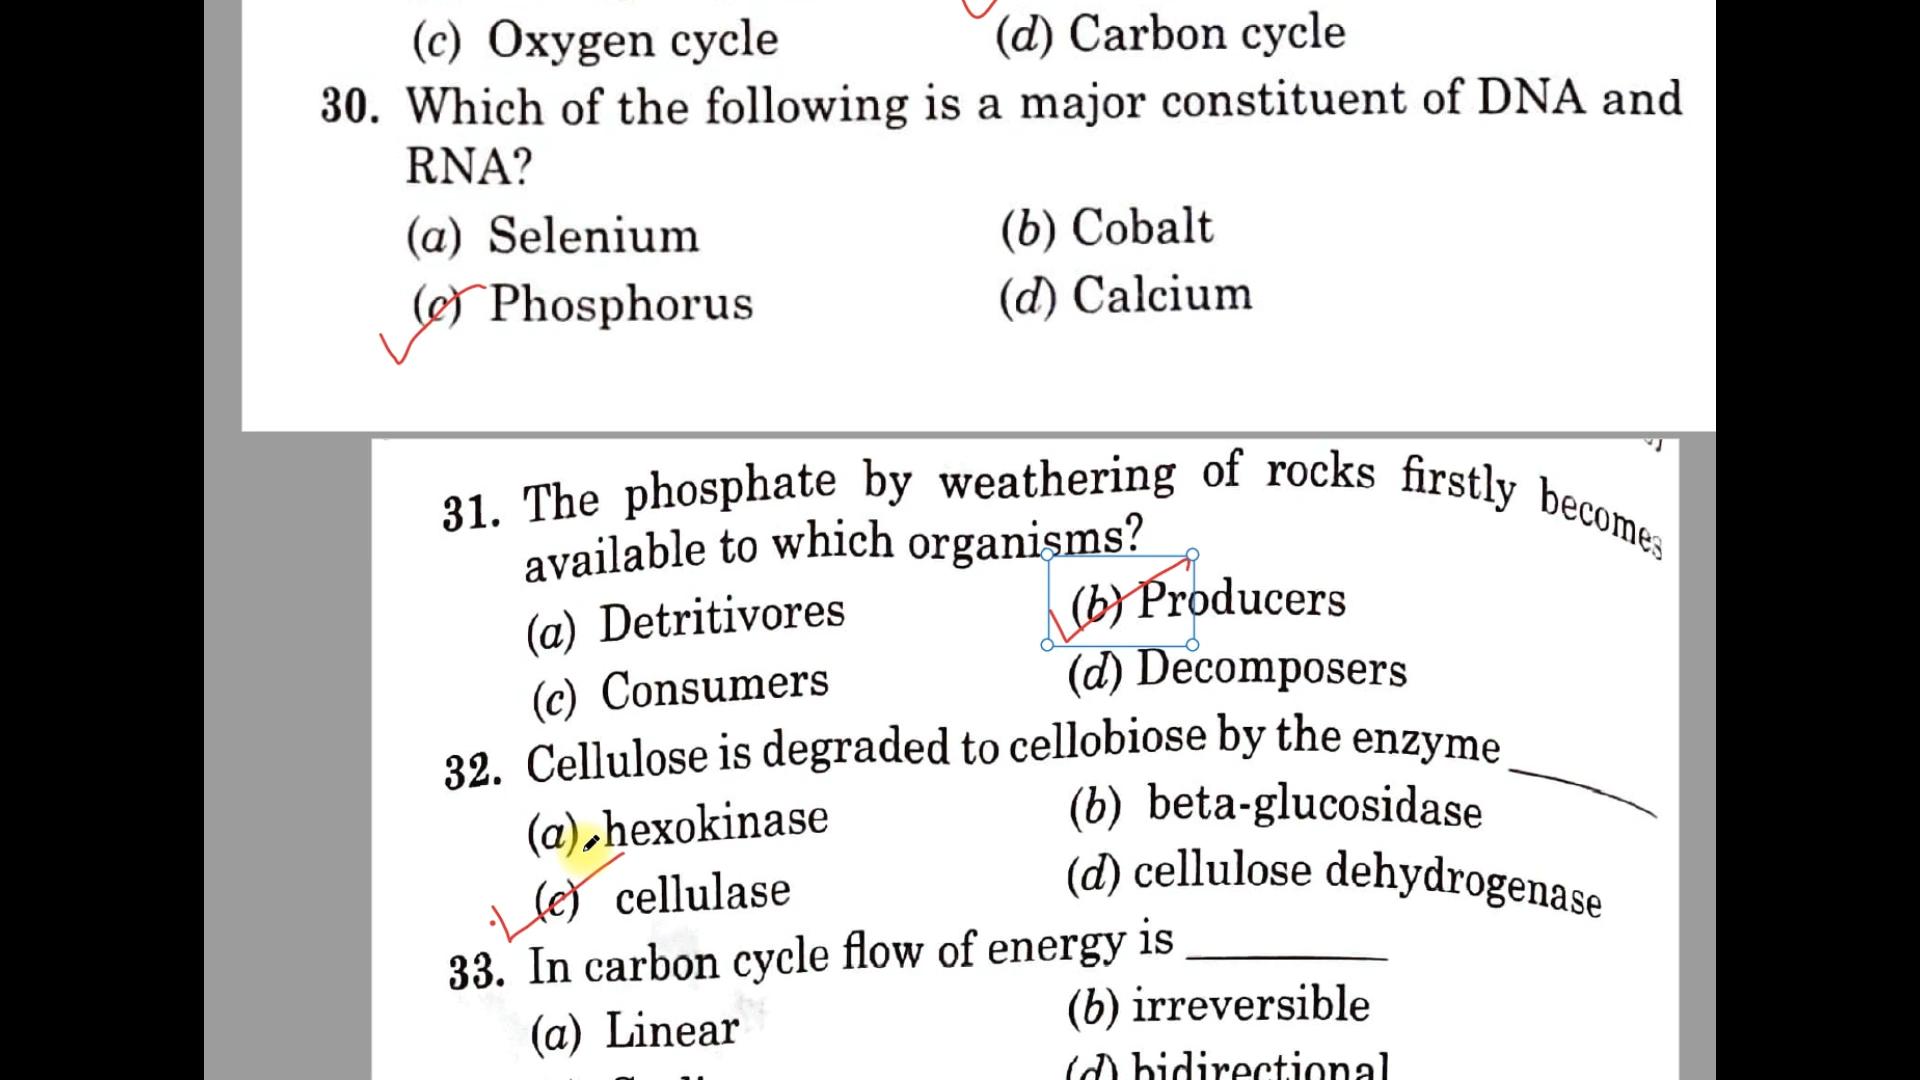 (c) Oxygen cycle (d) Carbon cycle
30. Which of the following is a major constituent of DNA and
RNA?
(a) Selenium (b) Cobalt
(c) Phosphorus (d) Calcium
31. The phosphate by weathering of rocks firstly becomes
available to which organisms?
(a) Detritivores (b) Producers
(c) Consumers (d) Decomposers
32. Cellulose is degraded to cellobiose by the enzyme ______
(a) hexokinase (b) beta-glucosidase
(c) cellulase (d) cellulose dehydrogenase
33. In carbon cycle flow of energy is ______
(a) Linear (b) irreversible
(d) bidirectional